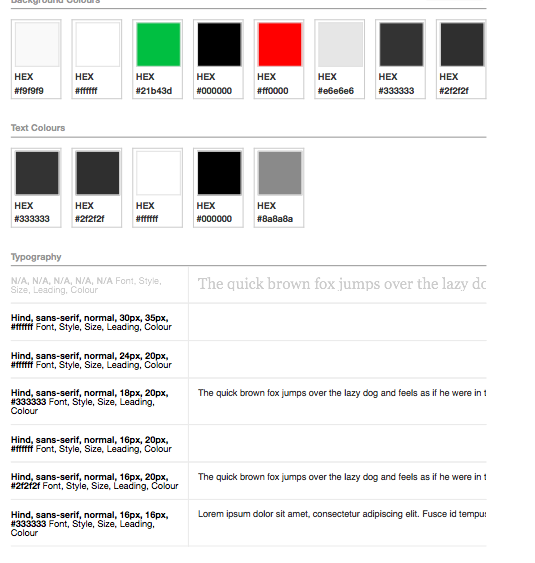 Background Colours
HEX HEX HEX HEX HEX HEX HEX HEX
#f9f9f9 #ffffff #21b43d #000000 #ff0000 #e6e6e6 #333333 #2f2f2f
Text Colours
HEX HEX HEX HEX HEX
#333333 #2f2f2f #ffffff #000000 #8a8a8a
Typography
N/A, N/A, N/A, N/A, N/A Font, Style,
Size, Leading, Colour
The quick brown fox jumps over the lazy do
Hind, sans-serif, normal, 30px, 35px,
#ffffff Font, Style, Size, Leading, Colour
Hind, sans-serif, normal, 24px, 20px,
#ffffff Font, Style, Size, Leading, Colour
Hind, sans-serif, normal, 18px, 20px,
#333333 Font, Style, Size, Leading,
Colour
The quick brown fox jumps over the lazy dog and feels as if he were in t
Hind, sans-serif, normal, 16px, 20px,
#ffffff Font, Style, Size, Leading, Colour
Hind, sans-serif, normal, 16px, 20px,
#2f2f2f Font, Style, Size, Leading, Colour
The quick brown fox jumps over the lazy dog and feels as if he were in t
Hind, sans-serif, normal, 16px, 16px,
#333333 Font, Style, Size, Leading,
Colour
Lorem ipsum dolor sit amet, consectetur adipiscing elit. Fusce id tempus